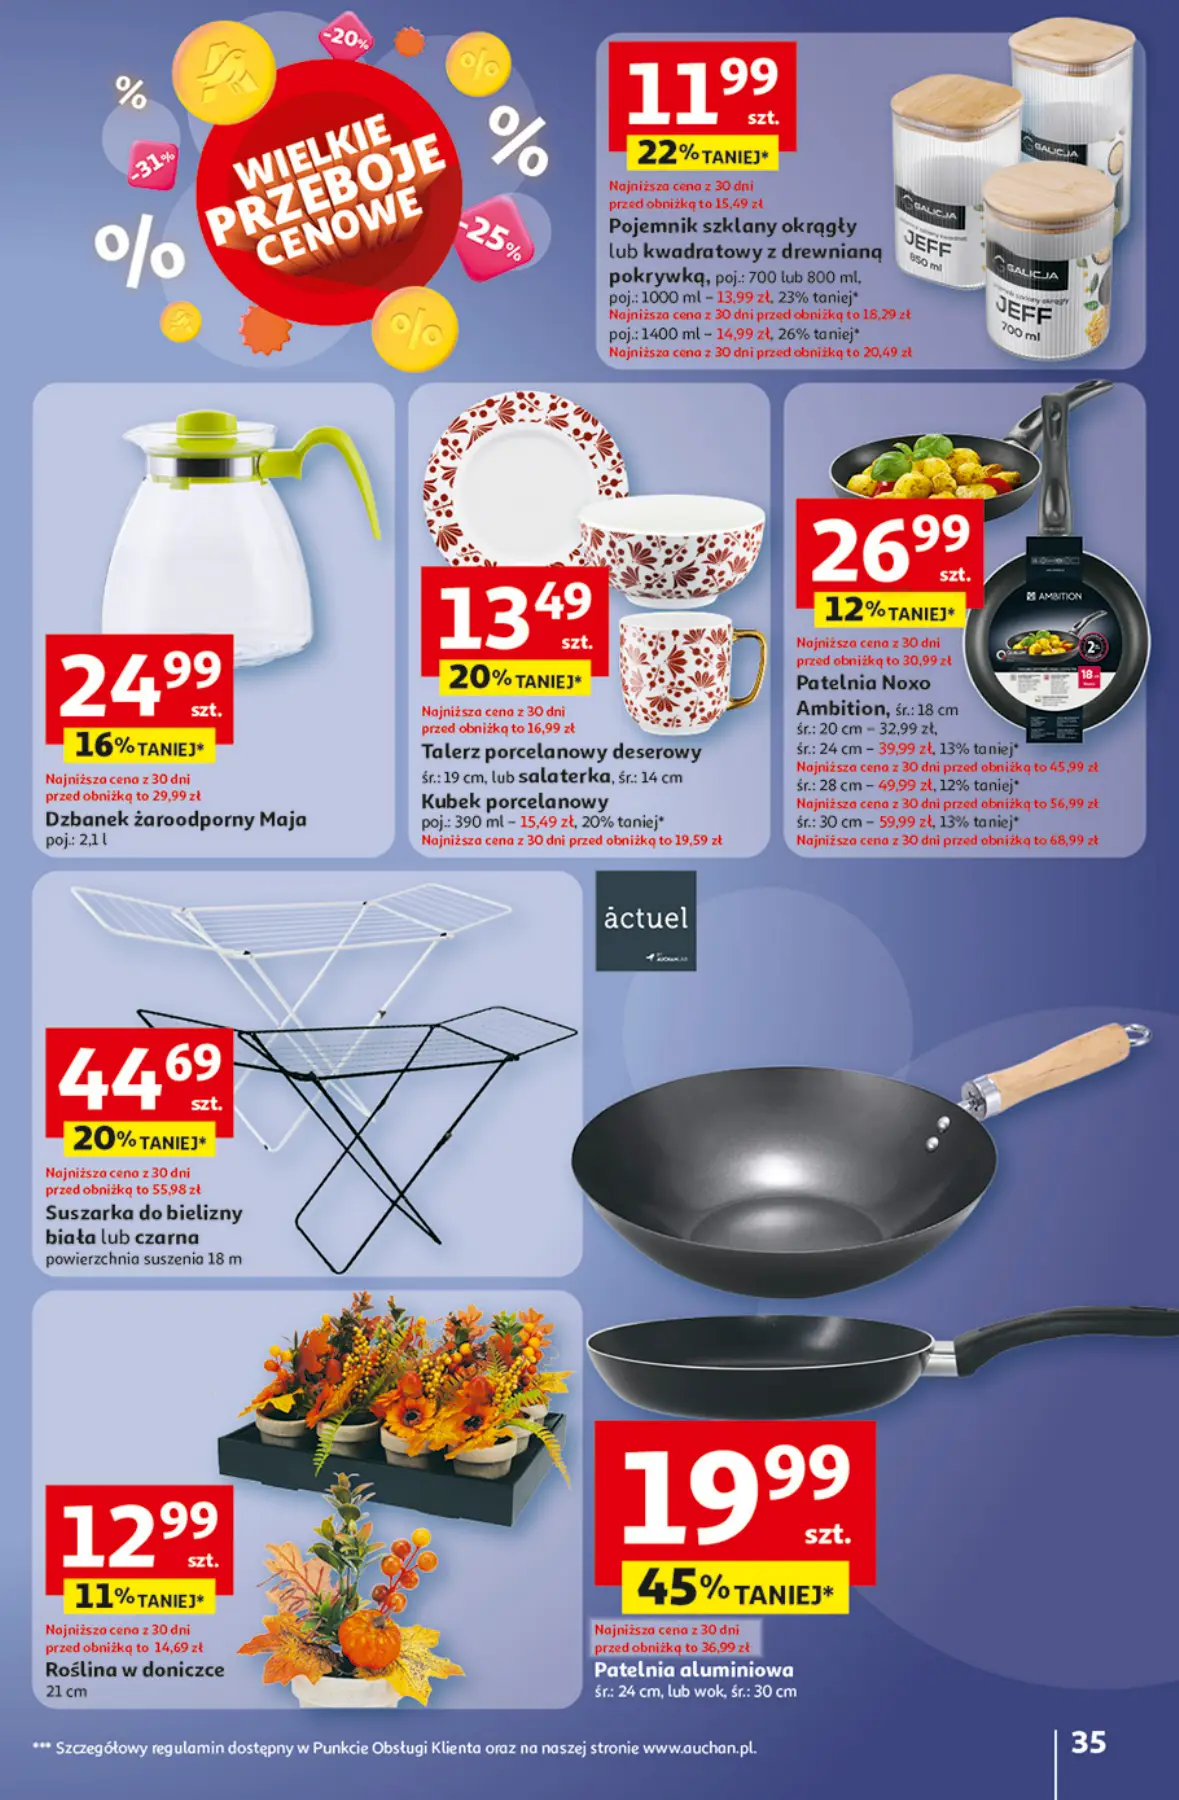 -20%
%
%
-31%
%
%
%
-25%
WIELKIE
PRZEBOJE
CENOWE
11 99
szt.
22% TANIEJ*
Najniższa cena z 30 dni
przed obniżką to 15,49 zł
Pojemnik szklany okrągły
lub kwadratowy z drewnianą
pokrywką, poj.: 700 lub 800 ml,
poj.: 1000 ml – 13,99 zł, 23% taniej*
Najniższa cena z 30 dni przed obniżką to 18,29 zł
poj.: 1400 ml – 14,99 zł, 26% taniej*
Najniższa cena z 30 dni przed obniżką to 20,49 zł
GALICJA
GALICJA
JEFF
850 ml
GALICJA
JEFF
700 ml
24 99
szt.
16% TANIEJ*
Najniższa cena z 30 dni
przed obniżką to 29,99 zł
Dzbanek żaroodporny Maja
poj.: 2,1 l
13 49
szt.
20% TANIEJ*
Najniższa cena z 30 dni
przed obniżką to 16,99 zł
Talerz porcelanowy deserowy
śr.: 19 cm, lub salaterka, śr.: 14 cm
Kubek porcelanowy
poj.: 390 ml – 15,49 zł, 20% taniej*
Najniższa cena z 30 dni przed obniżką to 19,59 zł
26 99
szt.
12% TANIEJ*
Najniższa cena z 30 dni
przed obniżką to 30,99 zł
Patelnia Noxo
Ambition, śr.: 18 cm
śr.: 20 cm – 32,99 zł,
śr.: 24 cm – 39,99 zł, 13% taniej*
Najniższa cena z 30 dni przed obniżką to 45,99 zł
śr.: 28 cm – 49,99 zł, 12% taniej*
Najniższa cena z 30 dni przed obniżką to 56,99 zł
śr.: 30 cm – 59,99 zł, 13% taniej*
Najniższa cena z 30 dni przed obniżką to 68,99 zł
AMBITION
18
44 69
szt.
20% TANIEJ*
Najniższa cena z 30 dni
przed obniżką to 55,98 zł
Suszarka do bielizny
biała lub czarna
powierzchnia suszenia 18 m
actuel
12 99
szt.
11% TANIEJ*
Najniższa cena z 30 dni
przed obniżką to 14,69 zł
Roślina w doniczce
21 cm
19 99
szt.
45% TANIEJ*
Najniższa cena z 30 dni
przed obniżką to 36,99 zł
Patelnia aluminiowa
śr.: 24 cm, lub wok, śr.: 30 cm
*** Szczegółowy regulamin dostępny w Punkcie Obsługi Klienta oraz na naszej stronie www.auchan.pl.
35